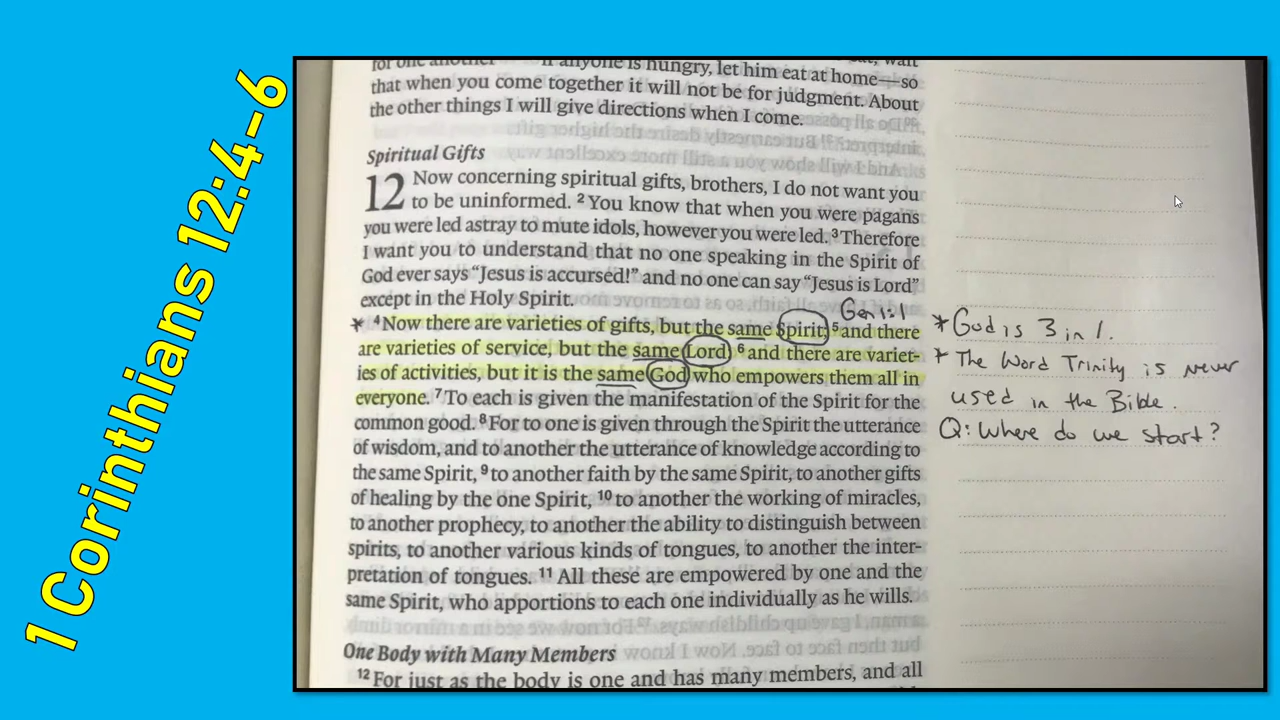 1 Corinthians 12:4–6
for one another
if anyone is hungry, let him eat at home—so
that when you come together it will not be for judgment. About
the other things I will give directions when I come.
Spiritual Gifts
12 Now concerning spiritual gifts, brothers, I do not want you
to be uninformed. 2 You know that when you were pagans
you were led astray to mute idols, however you were led. 3 Therefore
I want you to understand that no one speaking in the Spirit of
God ever says “Jesus is accursed!” and no one can say “Jesus is Lord”
except in the Holy Spirit.
Gen 1:1
* 4 Now there are varieties of gifts, but the same Spirit; 5 and there
are varieties of service, but the same Lord; 6 and there are variet-
ies of activities, but it is the same God who empowers them all in
everyone. 7 To each is given the manifestation of the Spirit for the
common good. 8 For to one is given through the Spirit the utterance
of wisdom, and to another the utterance of knowledge according to
the same Spirit, 9 to another faith by the same Spirit, to another gifts
of healing by the one Spirit, 10 to another the working of miracles,
to another prophecy, to another the ability to distinguish between
spirits, to another various kinds of tongues, to another the inter-
pretation of tongues. 11 All these are empowered by one and the
same Spirit, who apportions to each one individually as he wills.
One Body with Many Members
12 For just as the body is one and has many members, and all
* God is 3 in 1.
* The Word Trinity is never
used in the Bible.
Q: Where do we start?